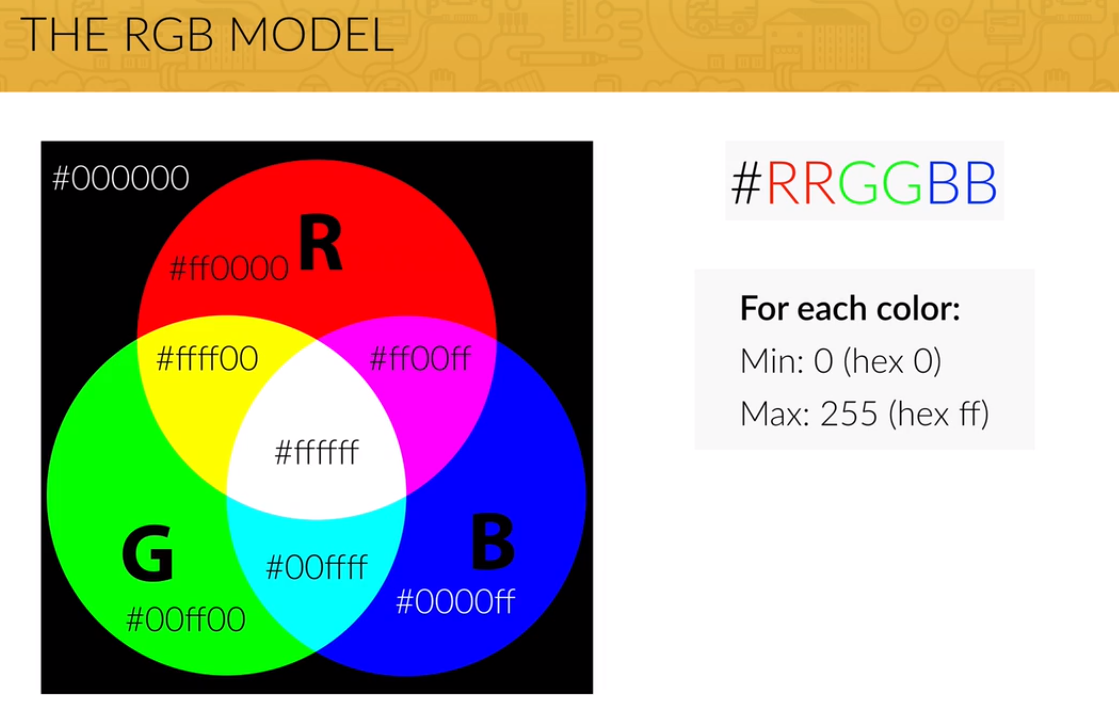 THE RGB MODEL
#000000
R
#ff0000
#ffff00
#ff00ff
#ffffff
G
B
#00ffff
#0000ff
#00ff00
#RRGGBB
For each color:
Min: 0 (hex 0)
Max: 255 (hex ff)